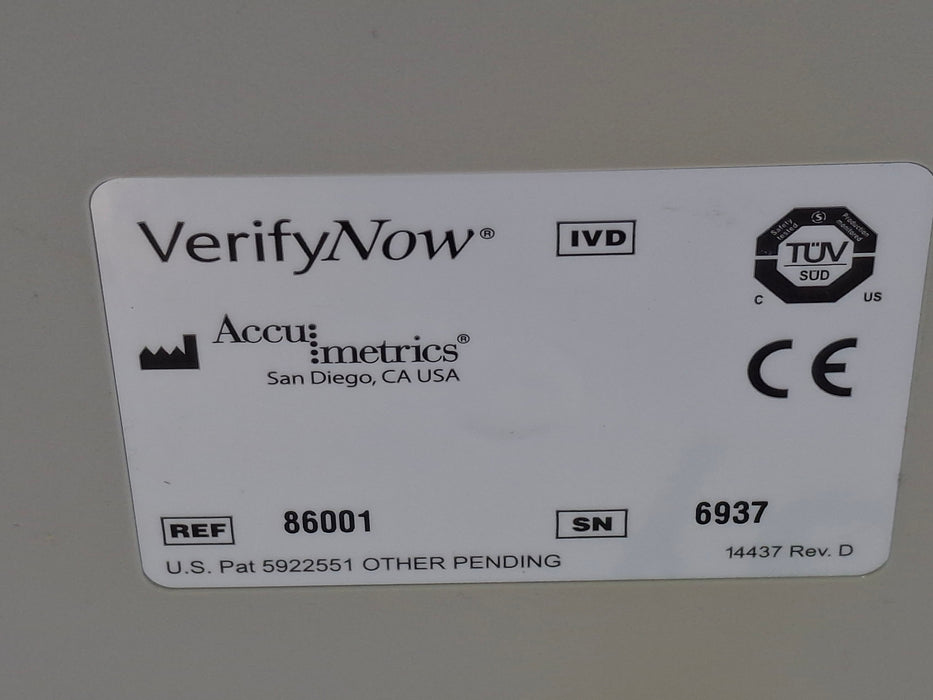 VerifyNow®
IVD
Safety tested
S
Production monitored
TÜV
SÜD
C
US
Accu
metrics®
San Diego, CA USA
CE
REF
86001
SN
6937
U.S. Pat 5922551 OTHER PENDING
14437 Rev. D